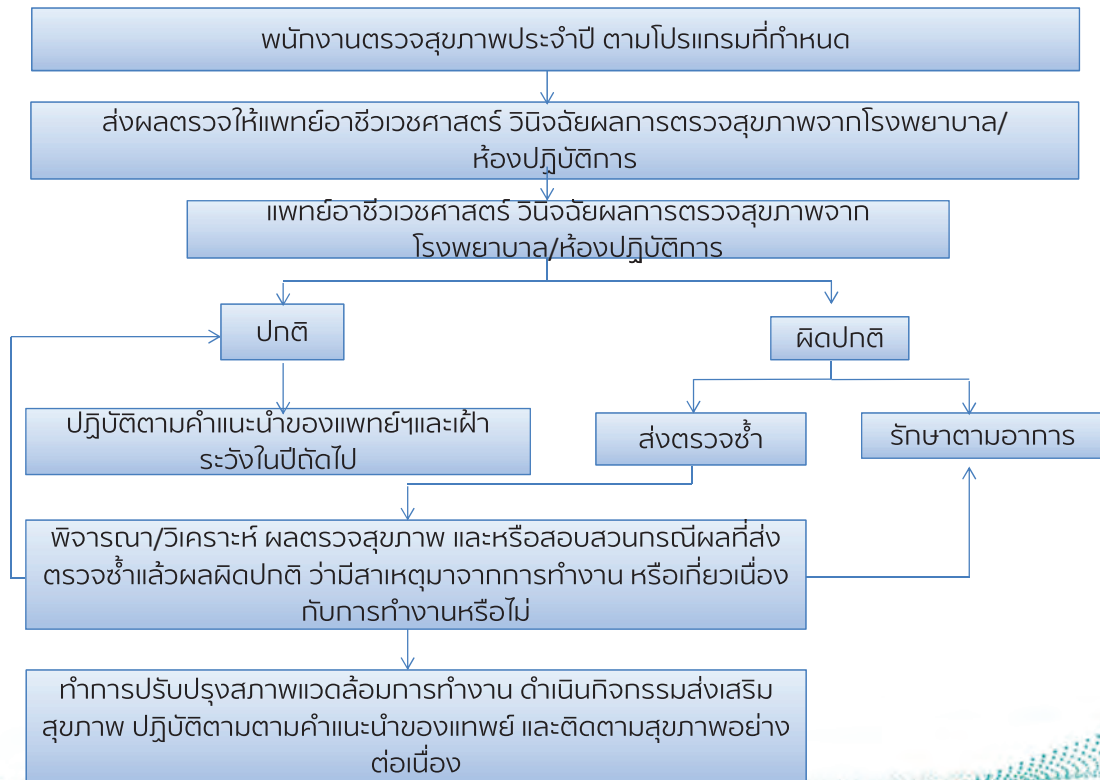 พนักงานตรวจสุขภาพประจำปี ตามโปรแกรมที่กำหนด
ส่งผลตรวจให้แพทย์อาชีวเวชศาสตร์ วินิจฉัยผลการตรวจสุขภาพจากโรงพยาบาล/
ห้องปฏิบัติการ
แพทย์อาชีวเวชศาสตร์ วินิจฉัยผลการตรวจสุขภาพจาก
โรงพยาบาล/ห้องปฏิบัติการ
ปกติ
ผิดปกติ
ปฏิบัติตามคำแนะนำของแพทย์ฯและเฝ้า
ระวังในปีถัดไป
ส่งตรวจซ้ำ
รักษาตามอาการ
พิจารณา/วิเคราะห์ ผลตรวจสุขภาพ และหรือสอบสวนกรณีผลที่ส่ง
ตรวจซ้ำแล้วผลผิดปกติ ว่ามีสาเหตุมาจากการทำงาน หรือเกี่ยวเนื่อง
กับการทำงานหรือไม่
ทำการปรับปรุงสภาพแวดล้อมการทำงาน ดำเนินกิจกรรมส่งเสริม
สุขภาพ ปฏิบัติตามตามคำแนะนำของแทพย์ และติดตามสุขภาพอย่าง
ต่อเนื่อง